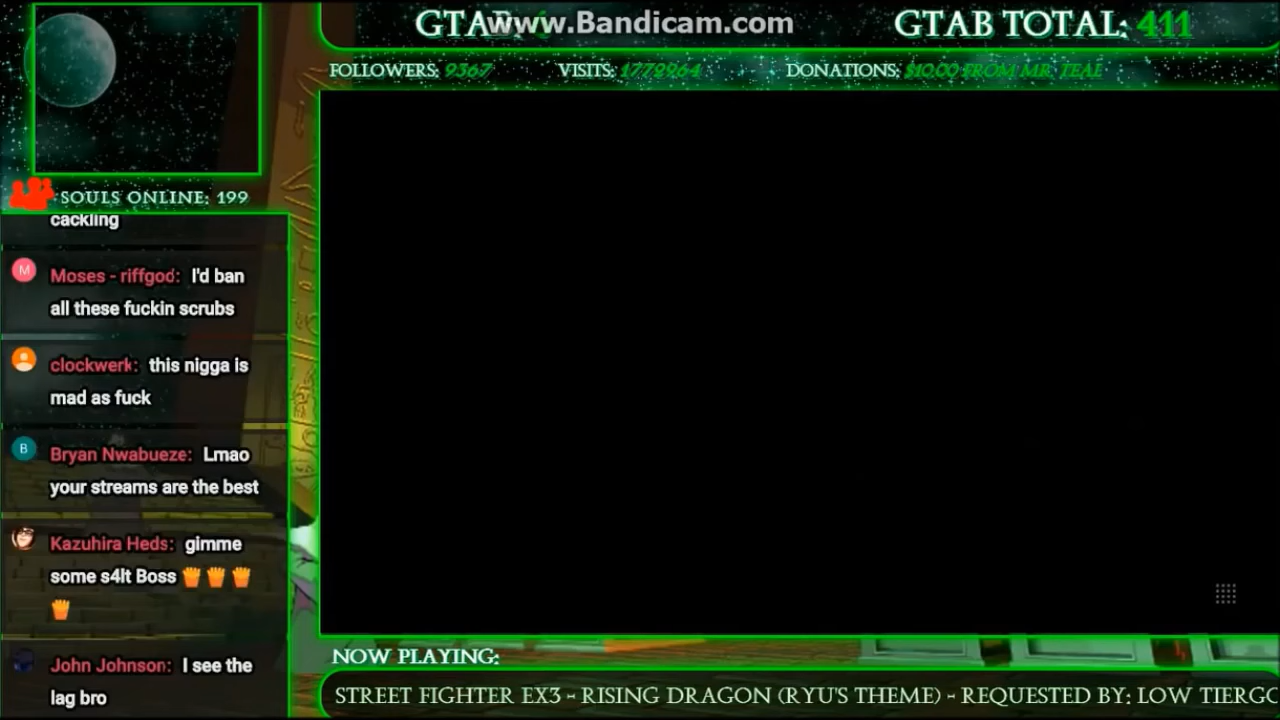 GTAB
www.Bandicam.com
GTAB TOTAL: 411
FOLLOWERS: 9367 VISITS: 1772964 DONATIONS: $10.00 FROM MR. TEAL
SOULS ONLINE: 199
cackling
M
Moses - riffgod: I'd ban
all these fuckin scrubs
clockwerk: this nigga is
mad as fuck
B
Bryan Nwabueze: Lmao
your streams are the best
Kazuhira Heds: gimme
some s4lt Boss 🍟 🍟 🍟
🍟
John Johnson: I see the
lag bro
NOW PLAYING:
STREET FIGHTER EX3 - RISING DRAGON (RYU'S THEME) - REQUESTED BY: LOW TIERGO